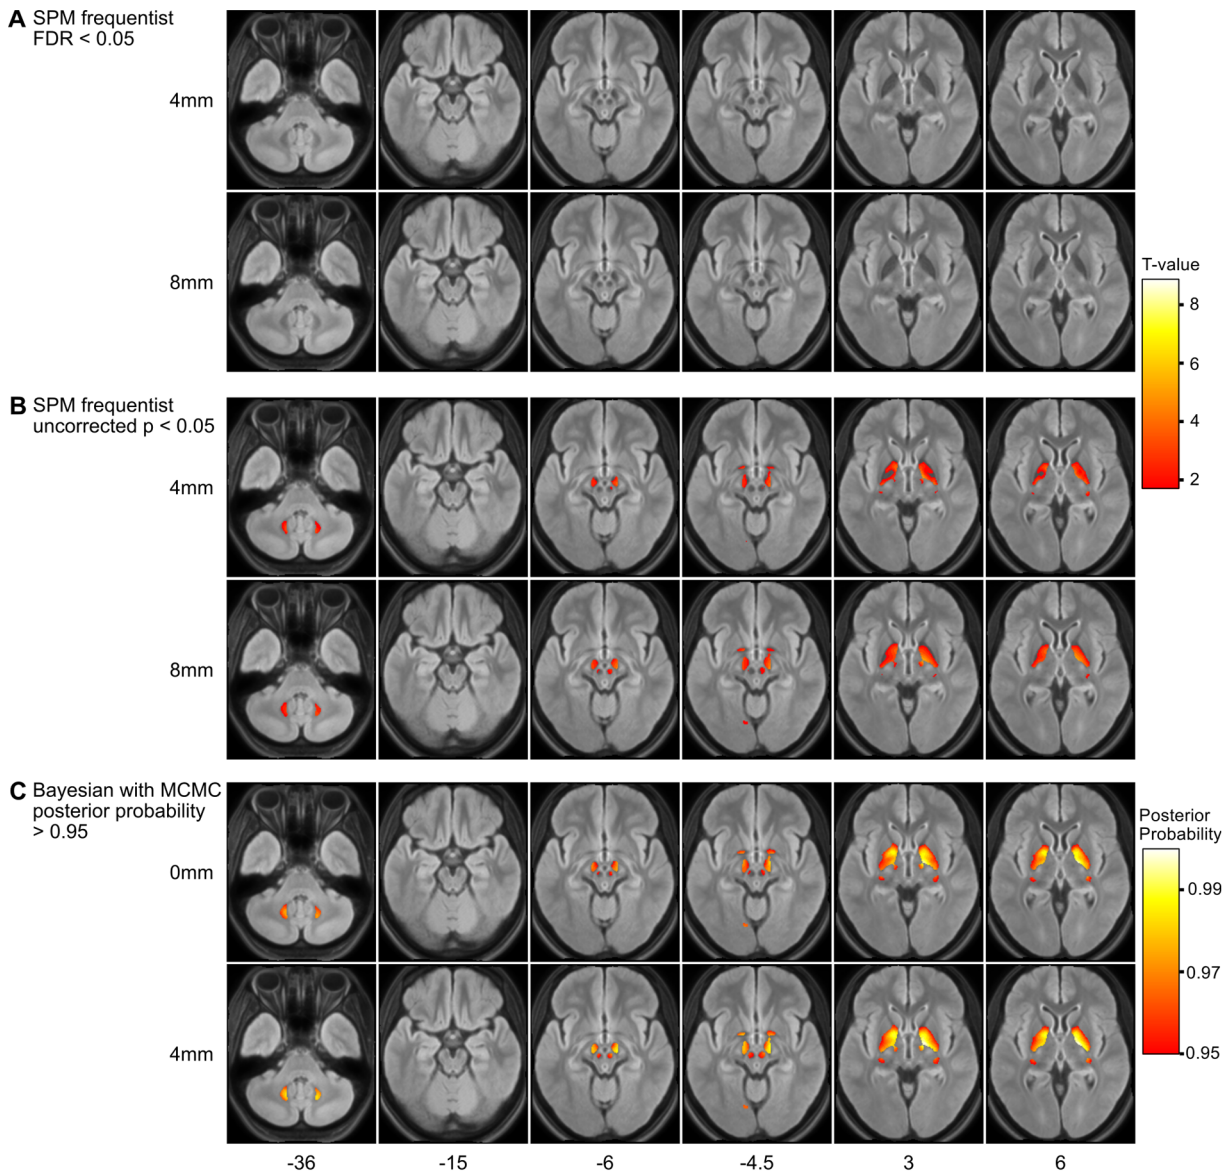 A SPM frequentist
FDR < 0.05
4mm
8mm
T-value
8
6
4
2
B SPM frequentist
uncorrected p < 0.05
4mm
8mm
C Bayesian with MCMC
posterior probability
> 0.95
0mm
4mm
Posterior
Probability
0.99
0.97
0.95
-36 -15 -6 -4.5 3 6